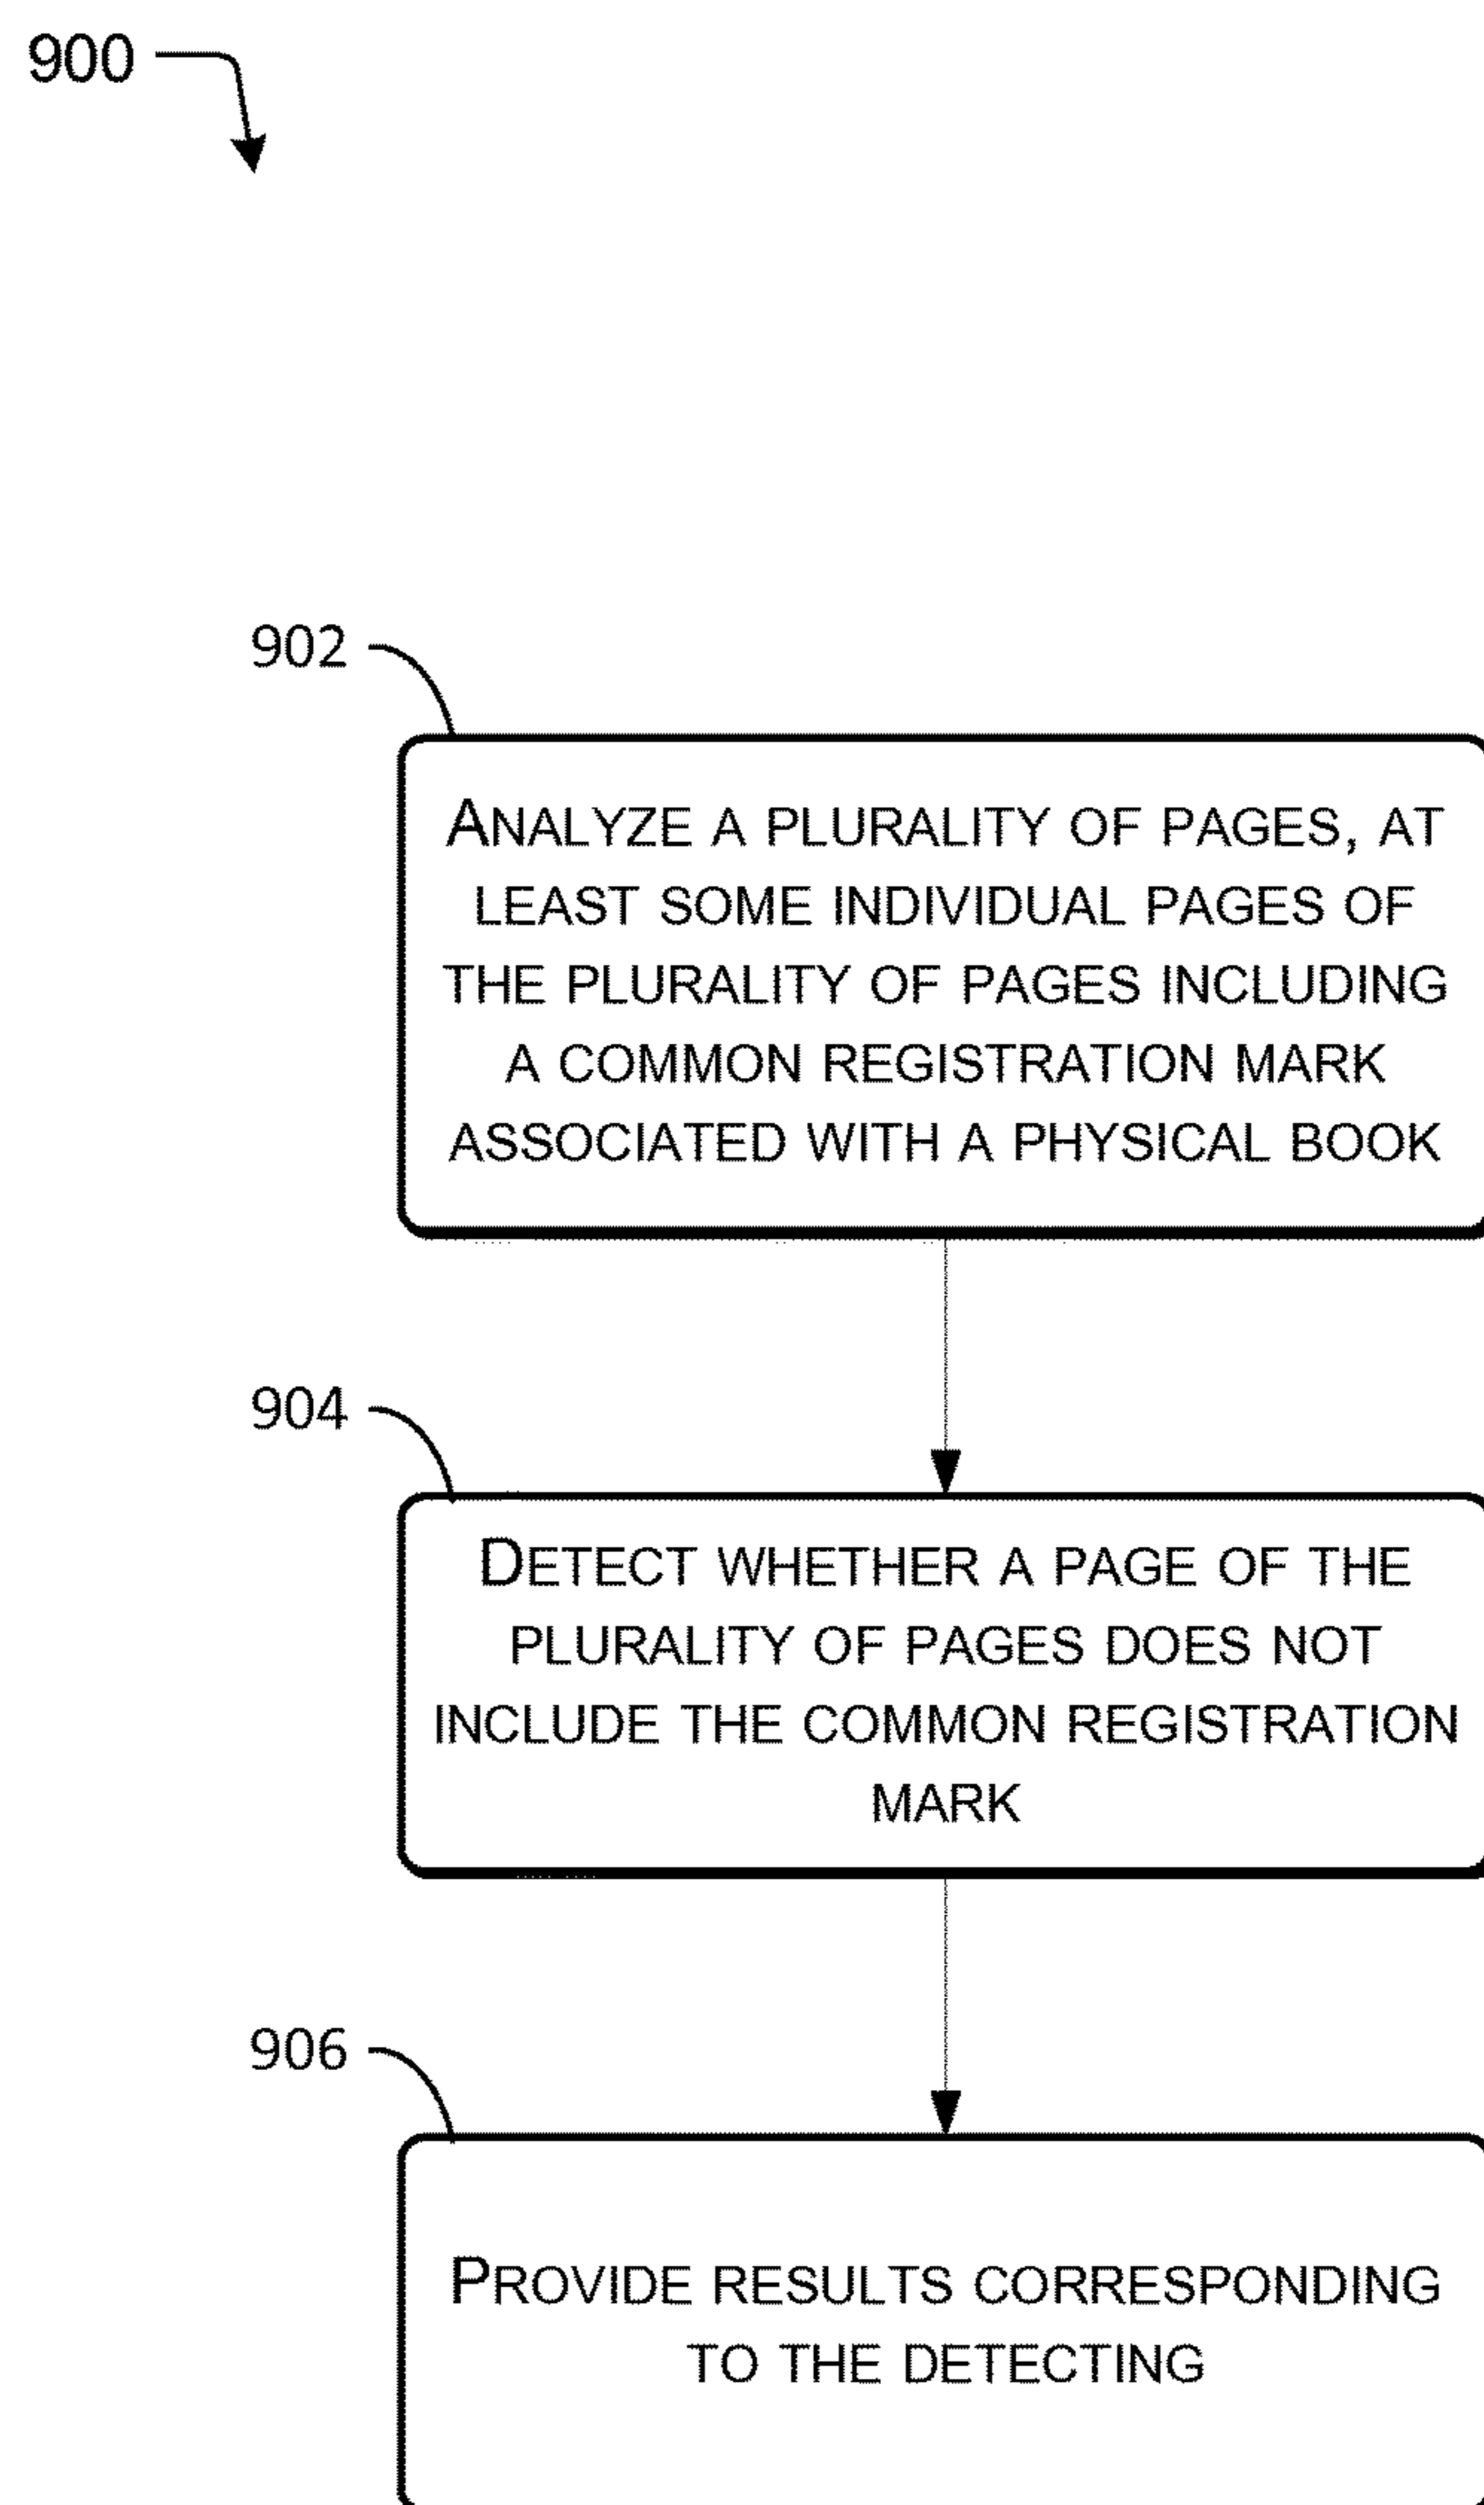 900
902
ANALYZE A PLURALITY OF PAGES, AT
LEAST SOME INDIVIDUAL PAGES OF
THE PLURALITY OF PAGES INCLUDING
A COMMON REGISTRATION MARK
ASSOCIATED WITH A PHYSICAL BOOK
904
DETECT WHETHER A PAGE OF THE
PLURALITY OF PAGES DOES NOT
INCLUDE THE COMMON REGISTRATION
MARK
906
PROVIDE RESULTS CORRESPONDING
TO THE DETECTING